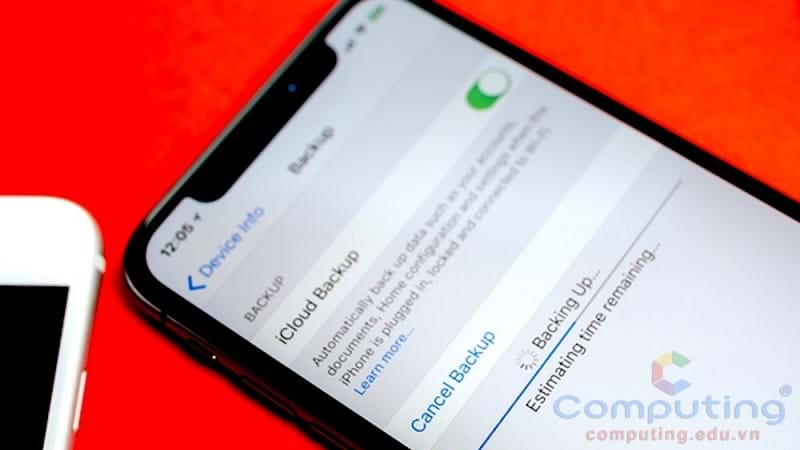 12:05
Device Info
Backup
BACKUP
iCloud Backup
Automatically back up data such as your accounts,
documents, Home configuration and settings when this
iPhone is plugged in, locked and connected to Wi-Fi.
Learn more...
Cancel Backup
Backing Up...
Estimating time remaining...
Computing®
computing.edu.vn